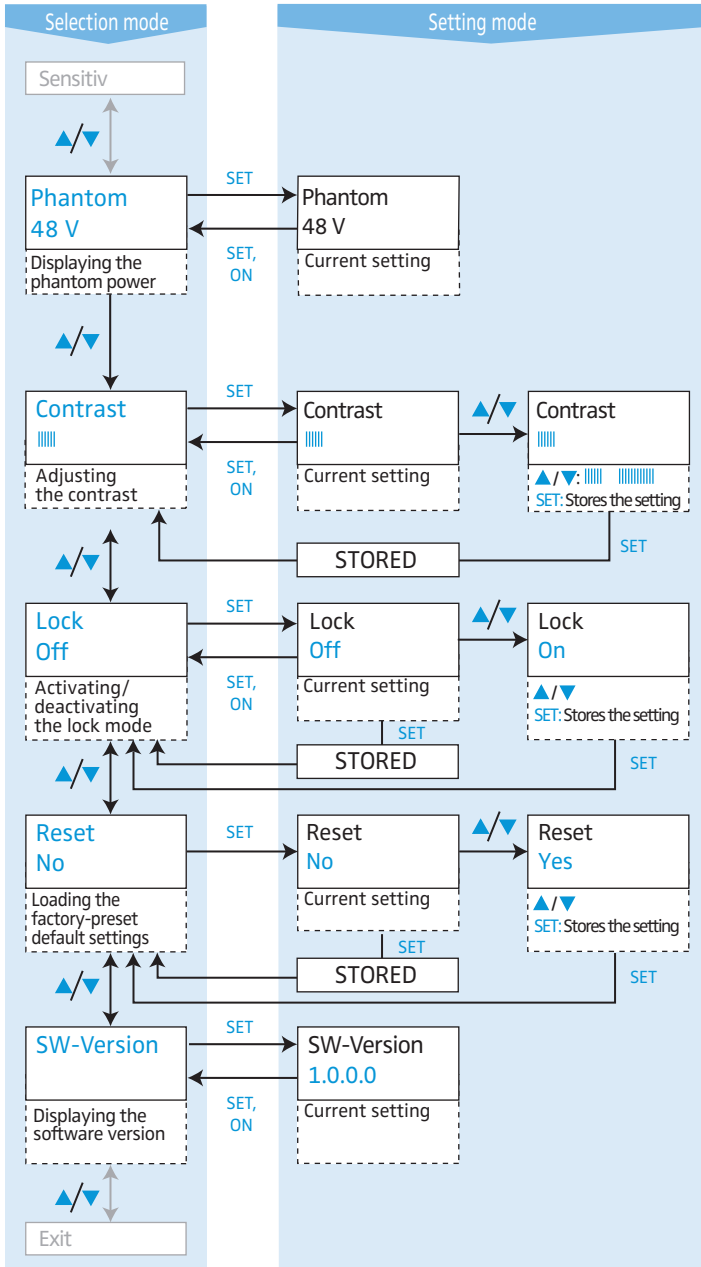 Selection mode
Setting mode
Sensitiv
▲/▼
Phantom
48 V
Displaying the
phantom power
SET
SET,
ON
Phantom
48 V
Current setting
▲/▼
Contrast
Adjusting
the contrast
SET
SET,
ON
Contrast
Current setting
▲/▼
Contrast
▲/▼:
SET: Stores the setting
SET
STORED
▲/▼
Lock
Off
Activating/
deactivating
the lock mode
SET
SET,
ON
Lock
Off
Current setting
SET
STORED
▲/▼
Lock
On
▲/▼
SET: Stores the setting
SET
▲/▼
Reset
No
Loading the
factory-preset
default settings
SET
Reset
No
Current setting
SET
STORED
▲/▼
Reset
Yes
▲/▼
SET: Stores the setting
SET
▲/▼
SW-Version
Displaying the
software version
SET
SET,
ON
SW-Version
1.0.0.0
Current setting
▲/▼
Exit